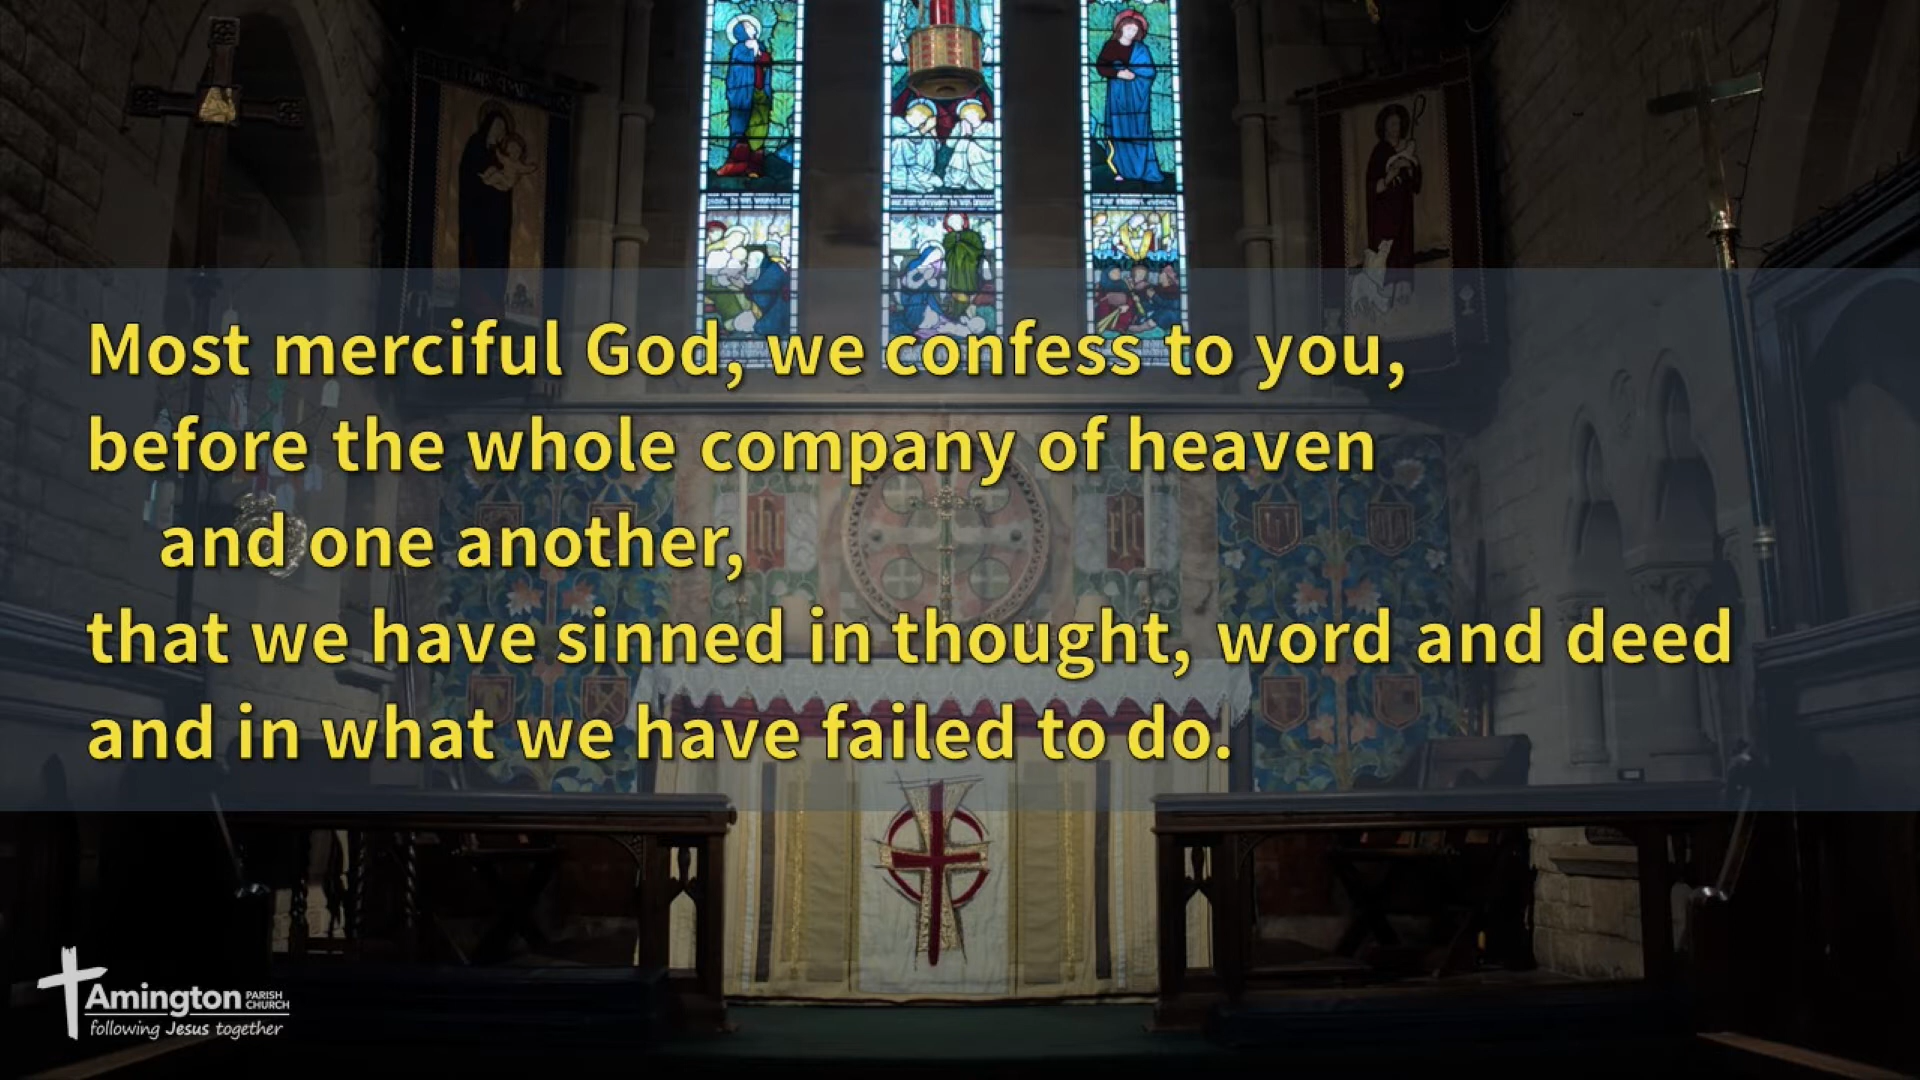 Most merciful God, we confess to you,
before the whole company of heaven
and one another,
that we have sinned in thought, word and deed
and in what we have failed to do.
Amington PARISH CHURCH
following Jesus together